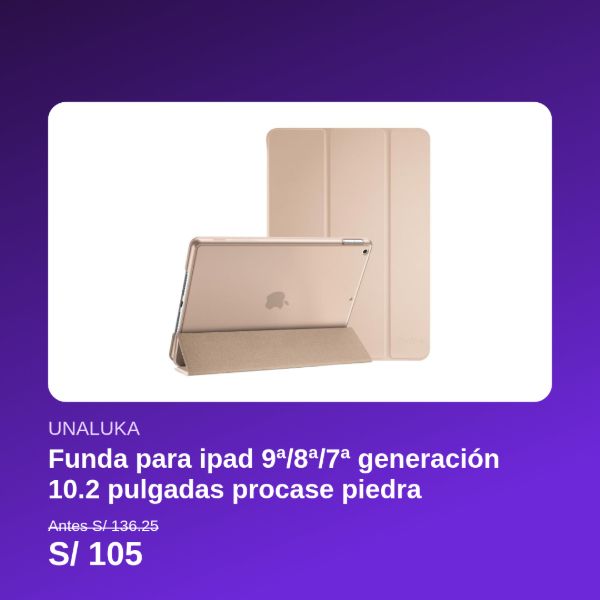 UNALUKA
Funda para ipad 9ª/8ª/7ª generación
10.2 pulgadas procase piedra
Antes S/ 136.25
S/ 105